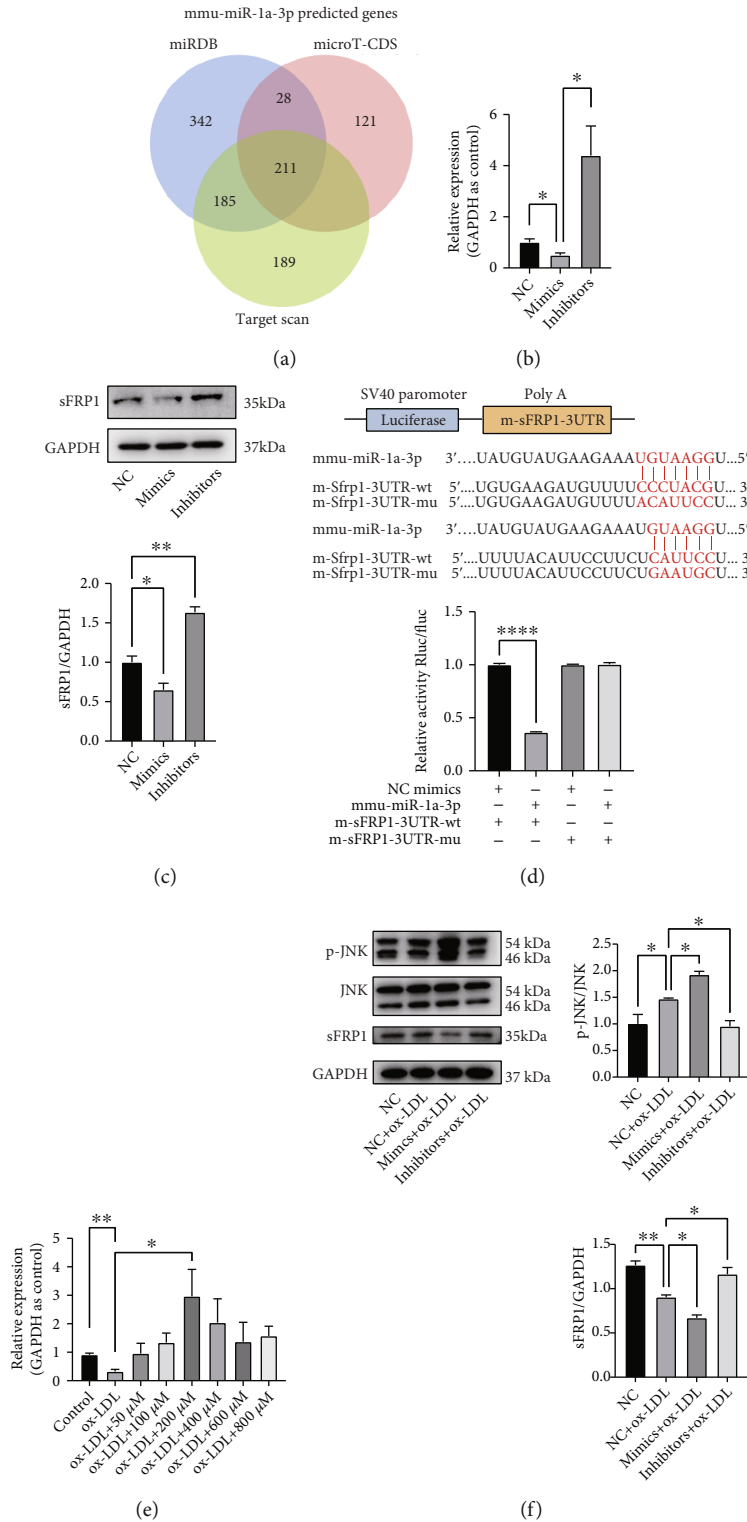 mmu-miR-1a-3p predicted genes
miRDB
microT-CDS
342
28
121
211
185
189
Target scan
(a)
Relative expression
(GAPDH as control)
6
4
2
0
*
*
NC
Mimics
Inhibitors
(b)
sFRP1
35kDa
GAPDH
37kDa
NC
Mimics
Inhibitors
sFRP1/GAPDH
2.0
1.5
1.0
0.5
0.0
**
*
NC
Mimics
Inhibitors
(c)
SV40 paromoter
Poly A
Luciferase
m-sFRP1-3UTR
mmu-miR-1a-3p 3′....UAUGUAUGAAGAAAUGUAAGGU...5′
m-Sfrp1-3UTR-wt 5′....UGUGAAGAUGUUUUCCCUACGU... 3
m-Sfrp1-3UTR-mu 5′....UGUGAAGAUGUUUUACAUUCCU... 3
mmu-miR-1a-3p 3′....UAUGUAUGAAGAAAUGUAAGGU...5′
m-Sfrp1-3UTR-wt 5′....UUUUACAUUCCUUCUCAUUCCU... 3
m-Sfrp1-3UTR-mu 5′....UUUUACAUUCCUUCUGAAUGCU... 3
Relative activity Rluc/fluc
1.5
1.0
0.5
0.0
****
NC mimics + – + –
mmu-miR-1a-3p – + – +
m-sFRP1-3UTR-wt + + – –
m-sFRP1-3UTR-mu – – + +
(d)
p-JNK
54 kDa
46 kDa
JNK
54 kDa
46 kDa
sFRP1
35kDa
GAPDH
37 kDa
NC
NC+ox-LDL
Mimcs+ox-LDL
Inhibitors+ox-LDL
p-JNK/JNK
2.5
2.0
1.5
1.0
0.5
0.0
*
*
*
NC
NC+ox-LDL
Mimics+ox-LDL
Inhibitors+ox-LDL
Relative expression
(GAPDH as control)
5
4
3
2
1
0
**
*
Control
ox-LDL
ox-LDL+50 μM
ox-LDL+100 μM
ox-LDL+200 μM
ox-LDL+400 μM
ox-LDL+600 μM
ox-LDL+800 μM
(e)
sFRP1/GAPDH
1.5
1.0
0.5
0.0
**
*
*
NC
NC+ox-LDL
Mimics+ox-LDL
Inhibitors+ox-LDL
(f)